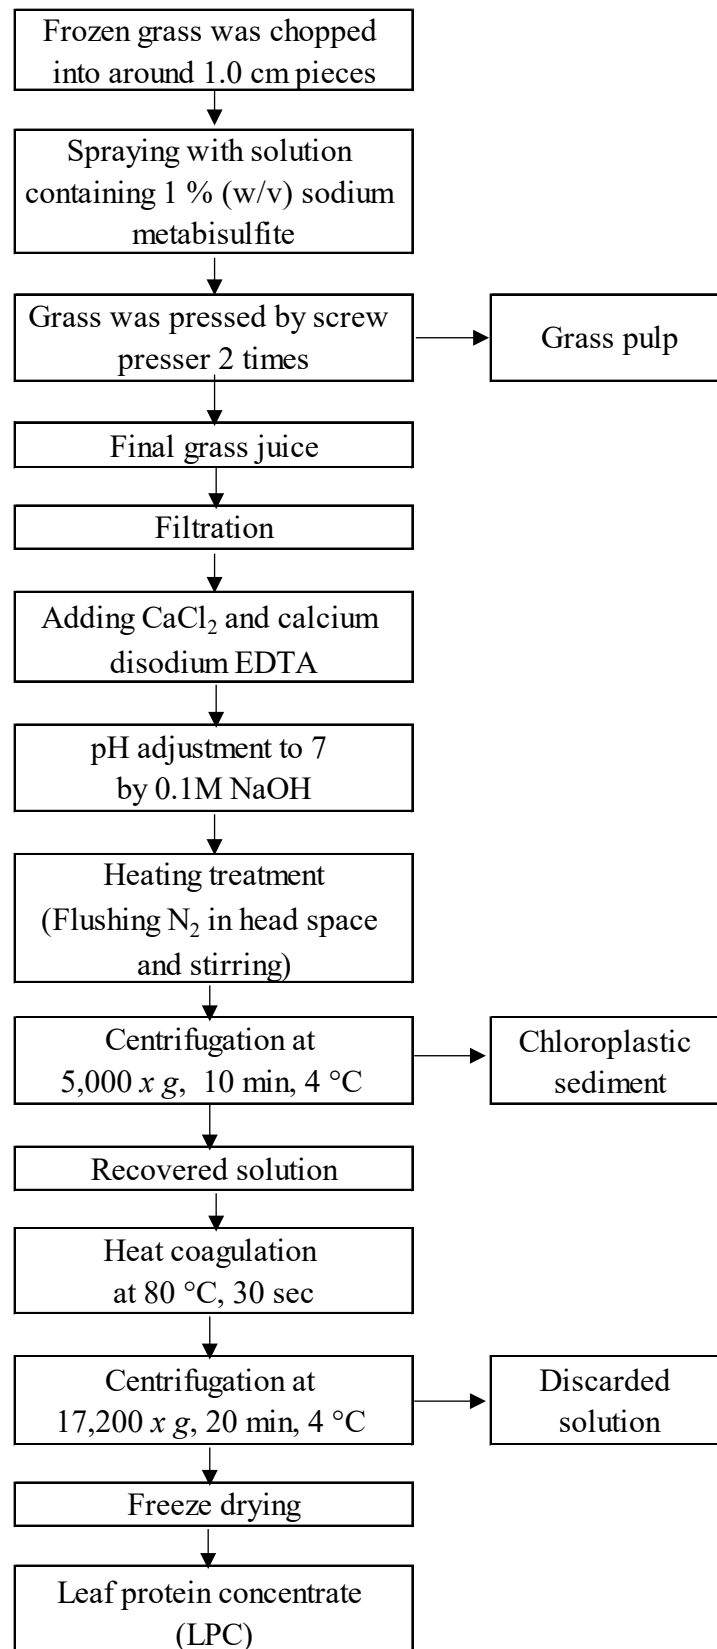 Frozen grass was chopped
into around 1.0 cm pieces
Spraying with solution
containing 1 % (w/v) sodium
metabisulfite
Grass was pressed by screw
presser 2 times
Grass pulp
Final grass juice
Filtration
Adding CaCl₂ and calcium
disodium EDTA
pH adjustment to 7
by 0.1M NaOH
Heating treatment
(Flushing N₂ in head space
and stirring)
Centrifugation at
5,000 x g, 10 min, 4 °C
Chloroplastic
sediment
Recovered solution
Heat coagulation
at 80 °C, 30 sec
Centrifugation at
17,200 x g, 20 min, 4 °C
Discarded
solution
Freeze drying
Leaf protein concentrate
(LPC)